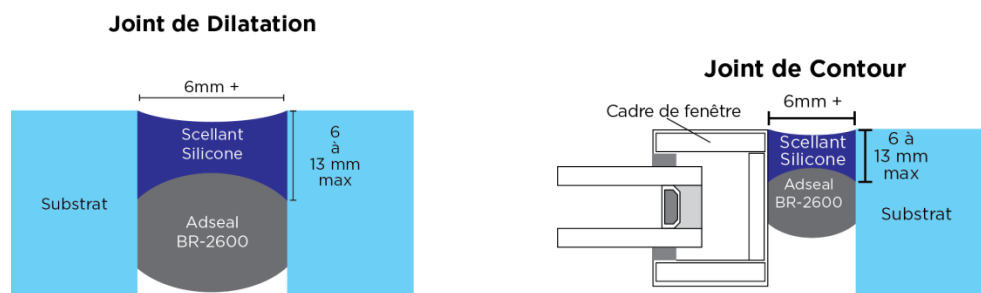 Joint de Dilatation
6mm +
Scellant
Silicone
6
à
13 mm
max
Substrat
Adseal
BR-2600
Joint de Contour
6mm +
Cadre de fenêtre
Scellant
Silicone
6 à
13 mm
max
Adseal
BR-2600
Substrat